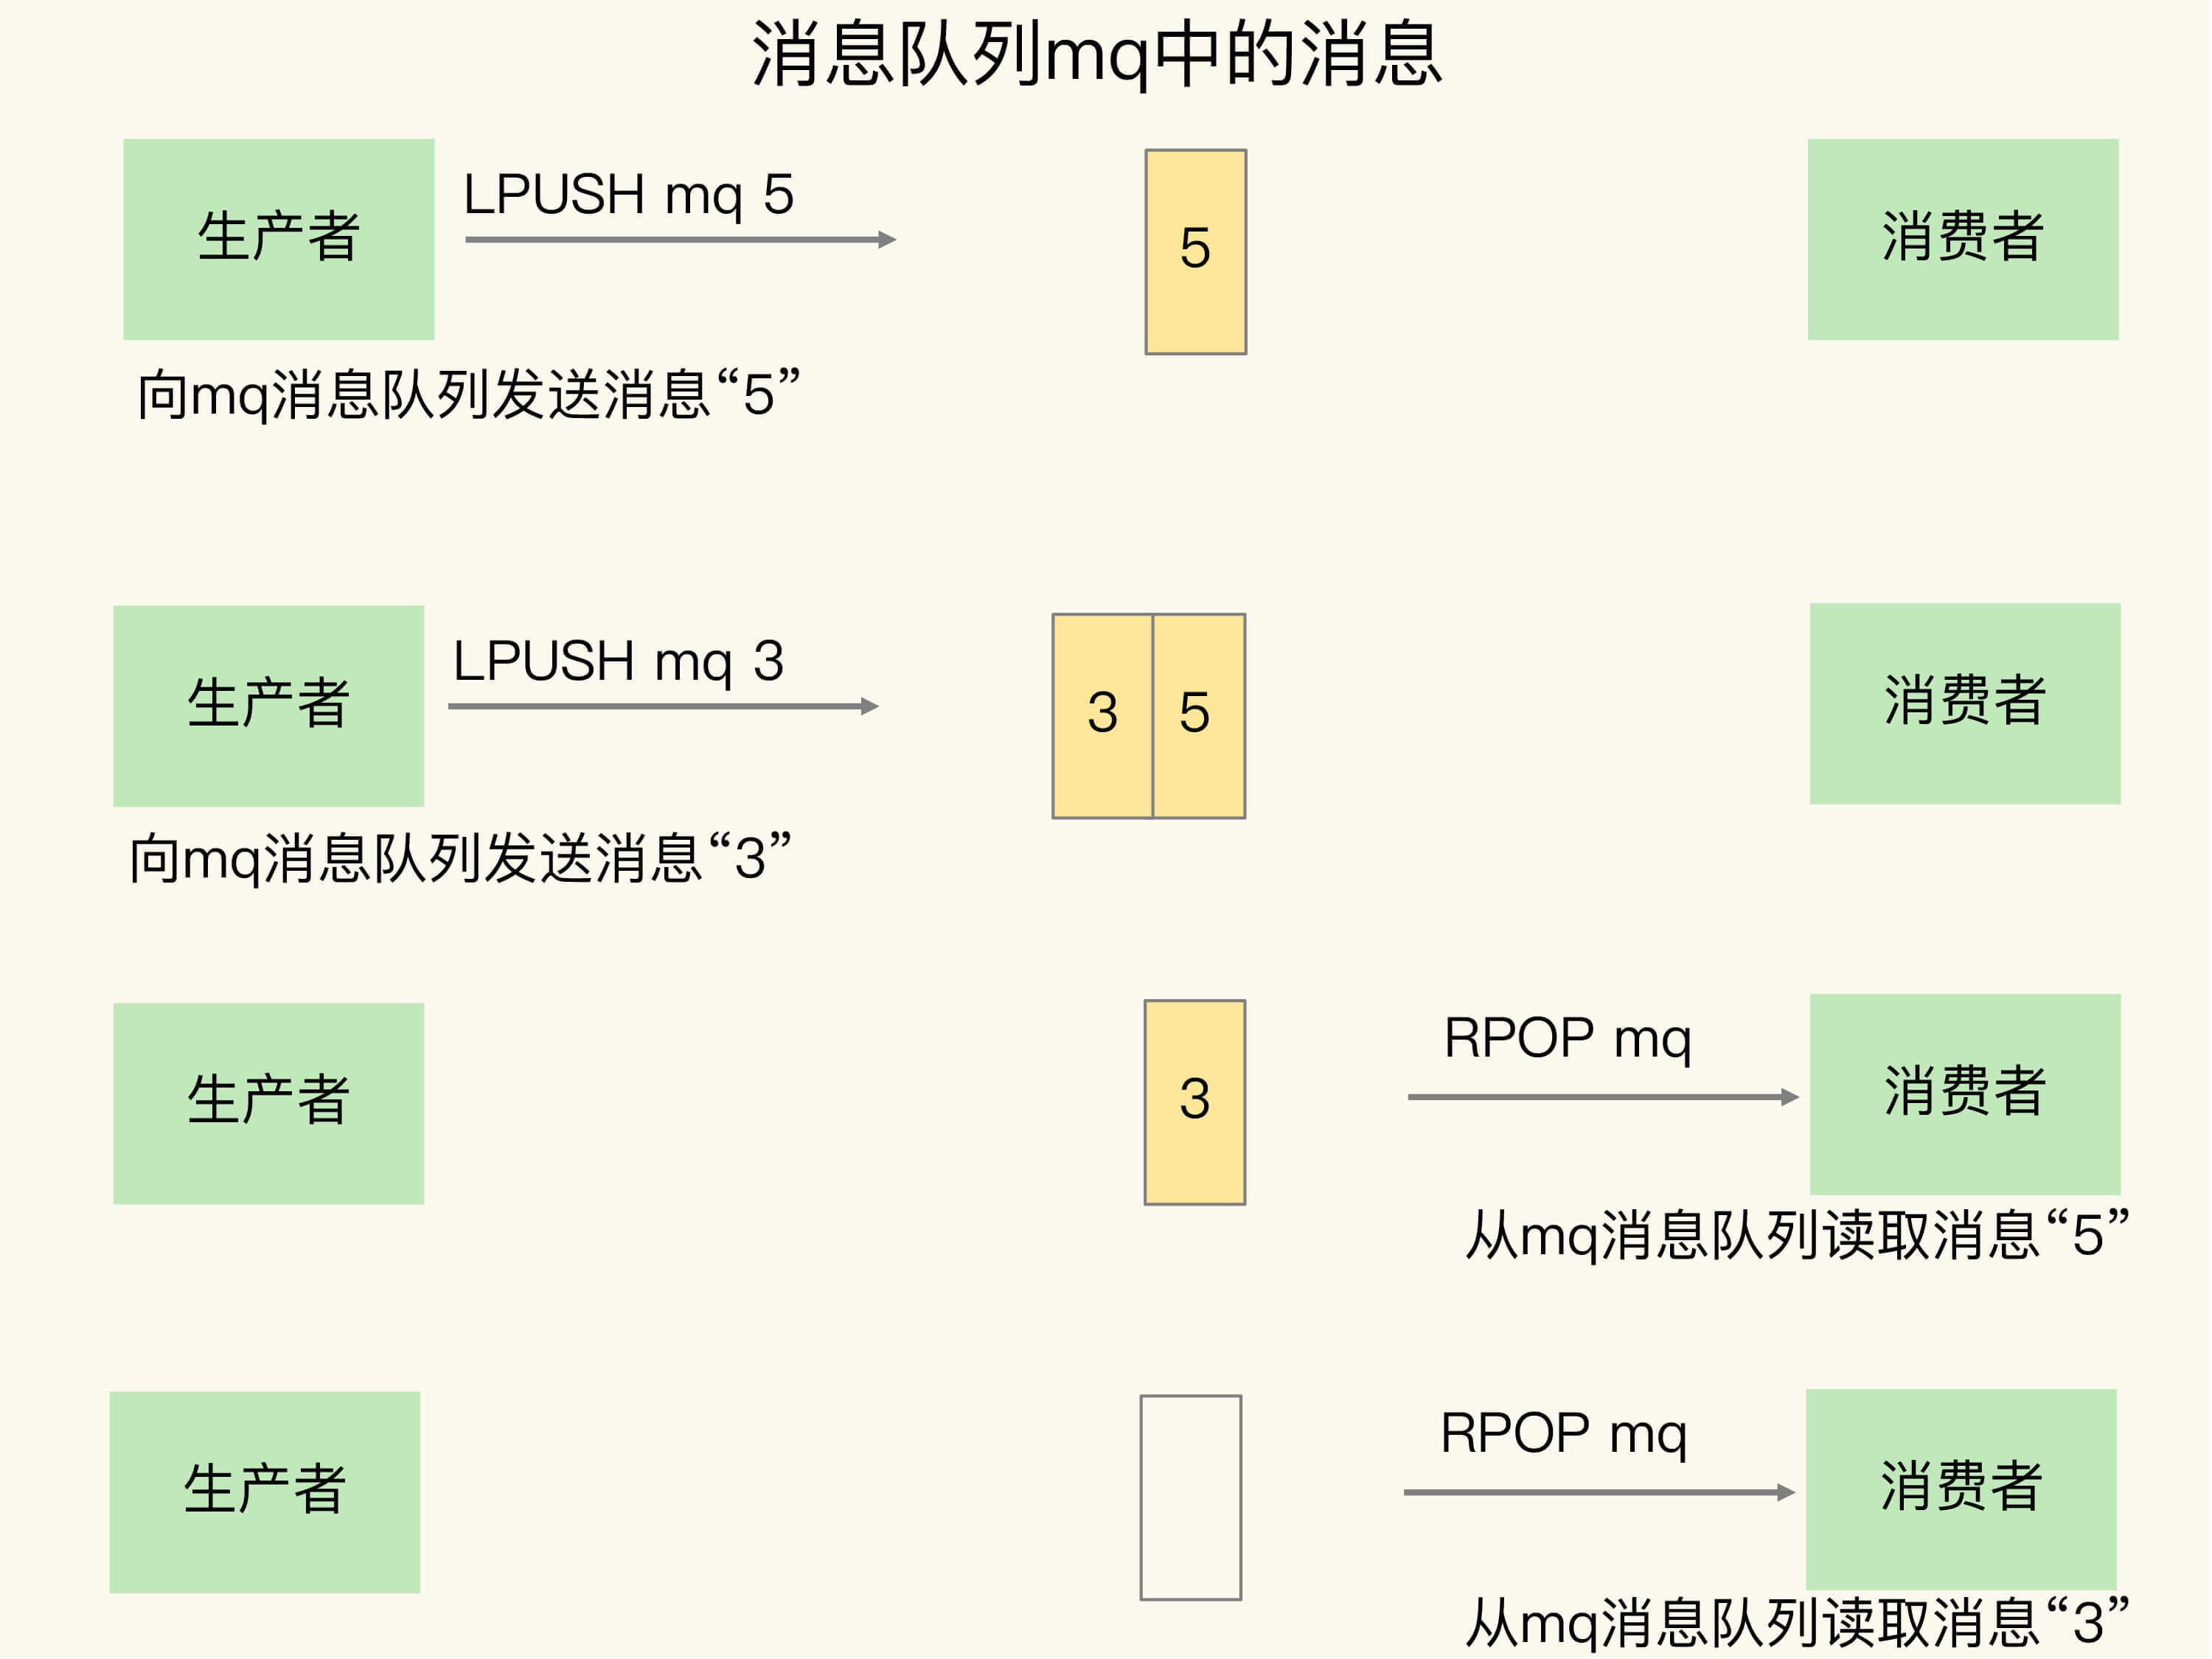 消息队列mq中的消息
生产者
LPUSH mq 5
5
消费者
向mq消息队列发送消息“5”
生产者
LPUSH mq 3
3
5
消费者
向mq消息队列发送消息“3”
生产者
3
RPOP mq
消费者
从mq消息队列读取消息“5”
生产者
RPOP mq
消费者
从mq消息队列读取消息“3”